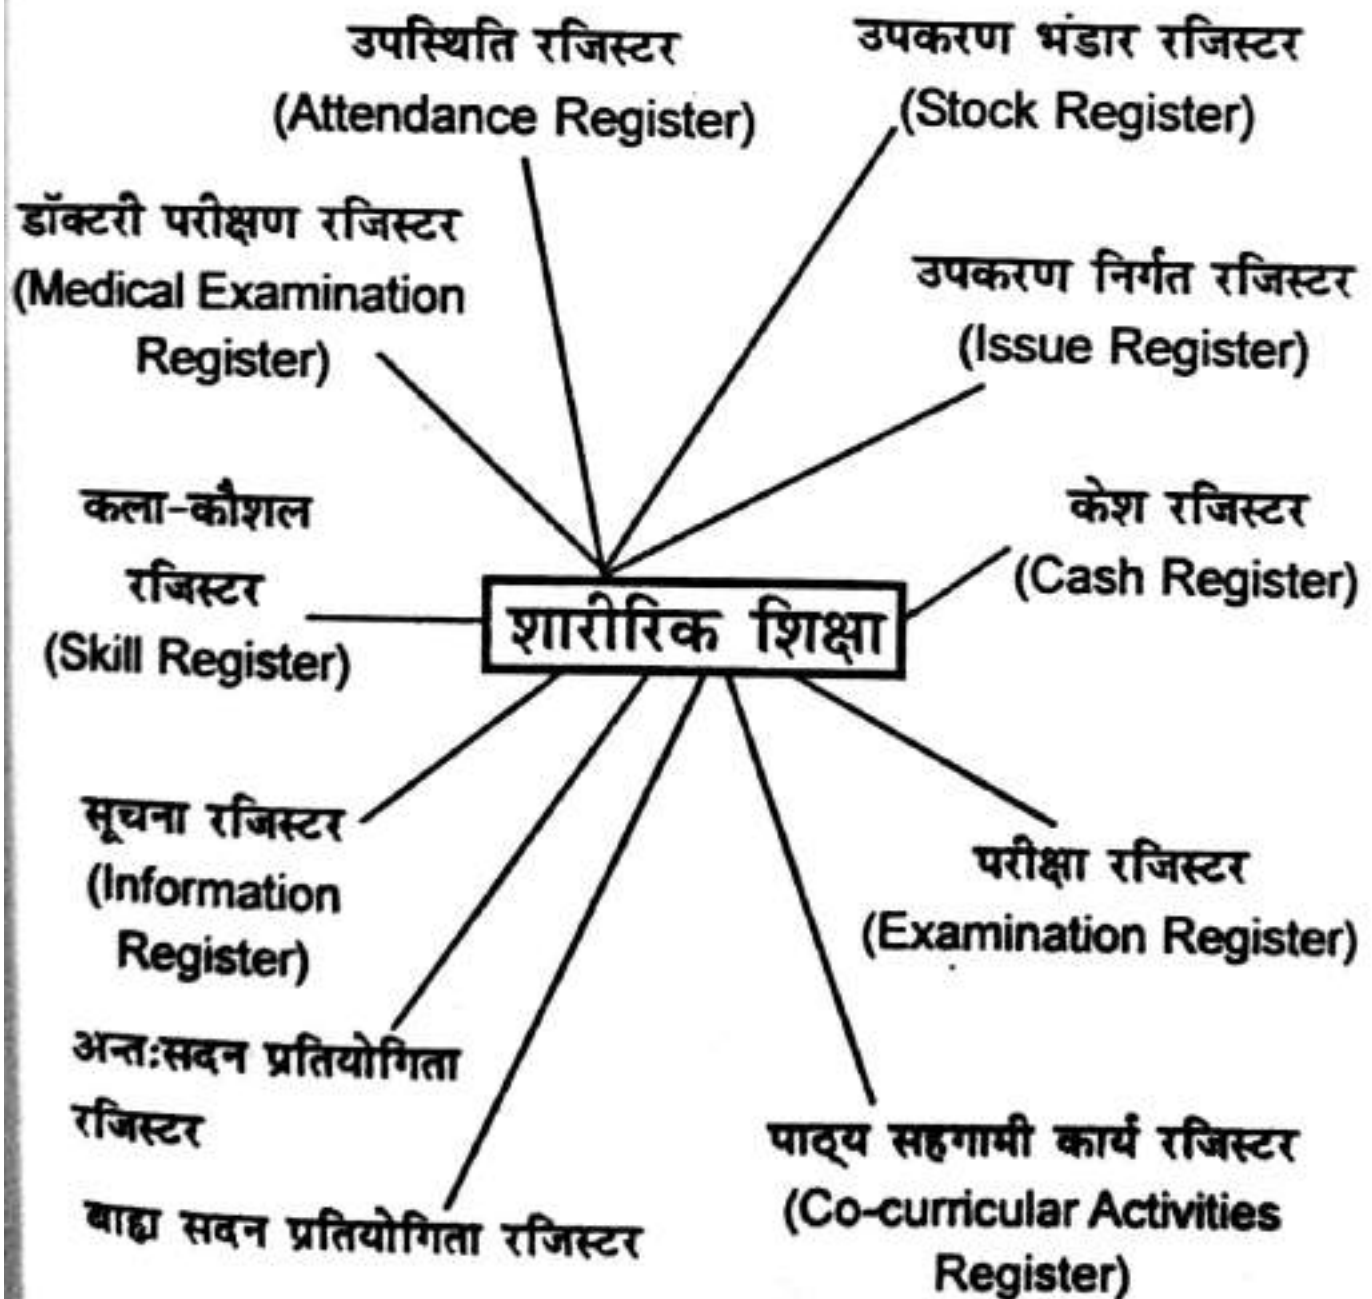 उपस्थिति रजिस्टर
(Attendance Register)
उपकरण भंडार रजिस्टर
(Stock Register)
डॉक्टरी परीक्षण रजिस्टर
(Medical Examination
Register)
उपकरण निर्गत रजिस्टर
(Issue Register)
कला-कौशल
रजिस्टर
(Skill Register)
केश रजिस्टर
(Cash Register)
शारीरिक शिक्षा
सूचना रजिस्टर
(Information
Register)
परीक्षा रजिस्टर
(Examination Register)
अन्तःसदन प्रतियोगिता
रजिस्टर
बाह्य सदन प्रतियोगिता रजिस्टर
पाठ्य सहगामी कार्य रजिस्टर
(Co-curricular Activities
Register)